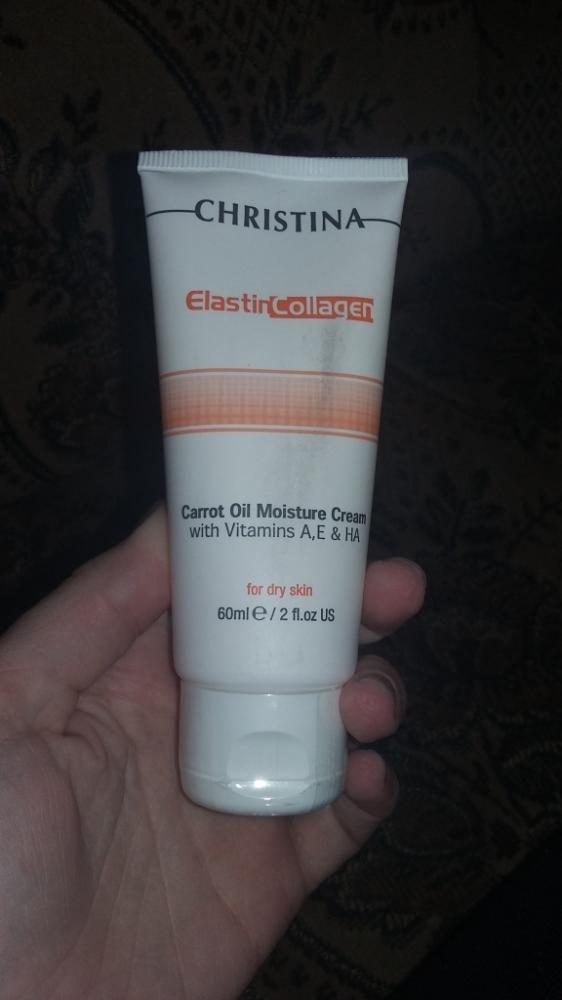 CHRISTINA
ElastinCollagen
Carrot Oil Moisture Cream
with Vitamins A,E & HA
for dry skin
60ml ℮ / 2 fl.oz US